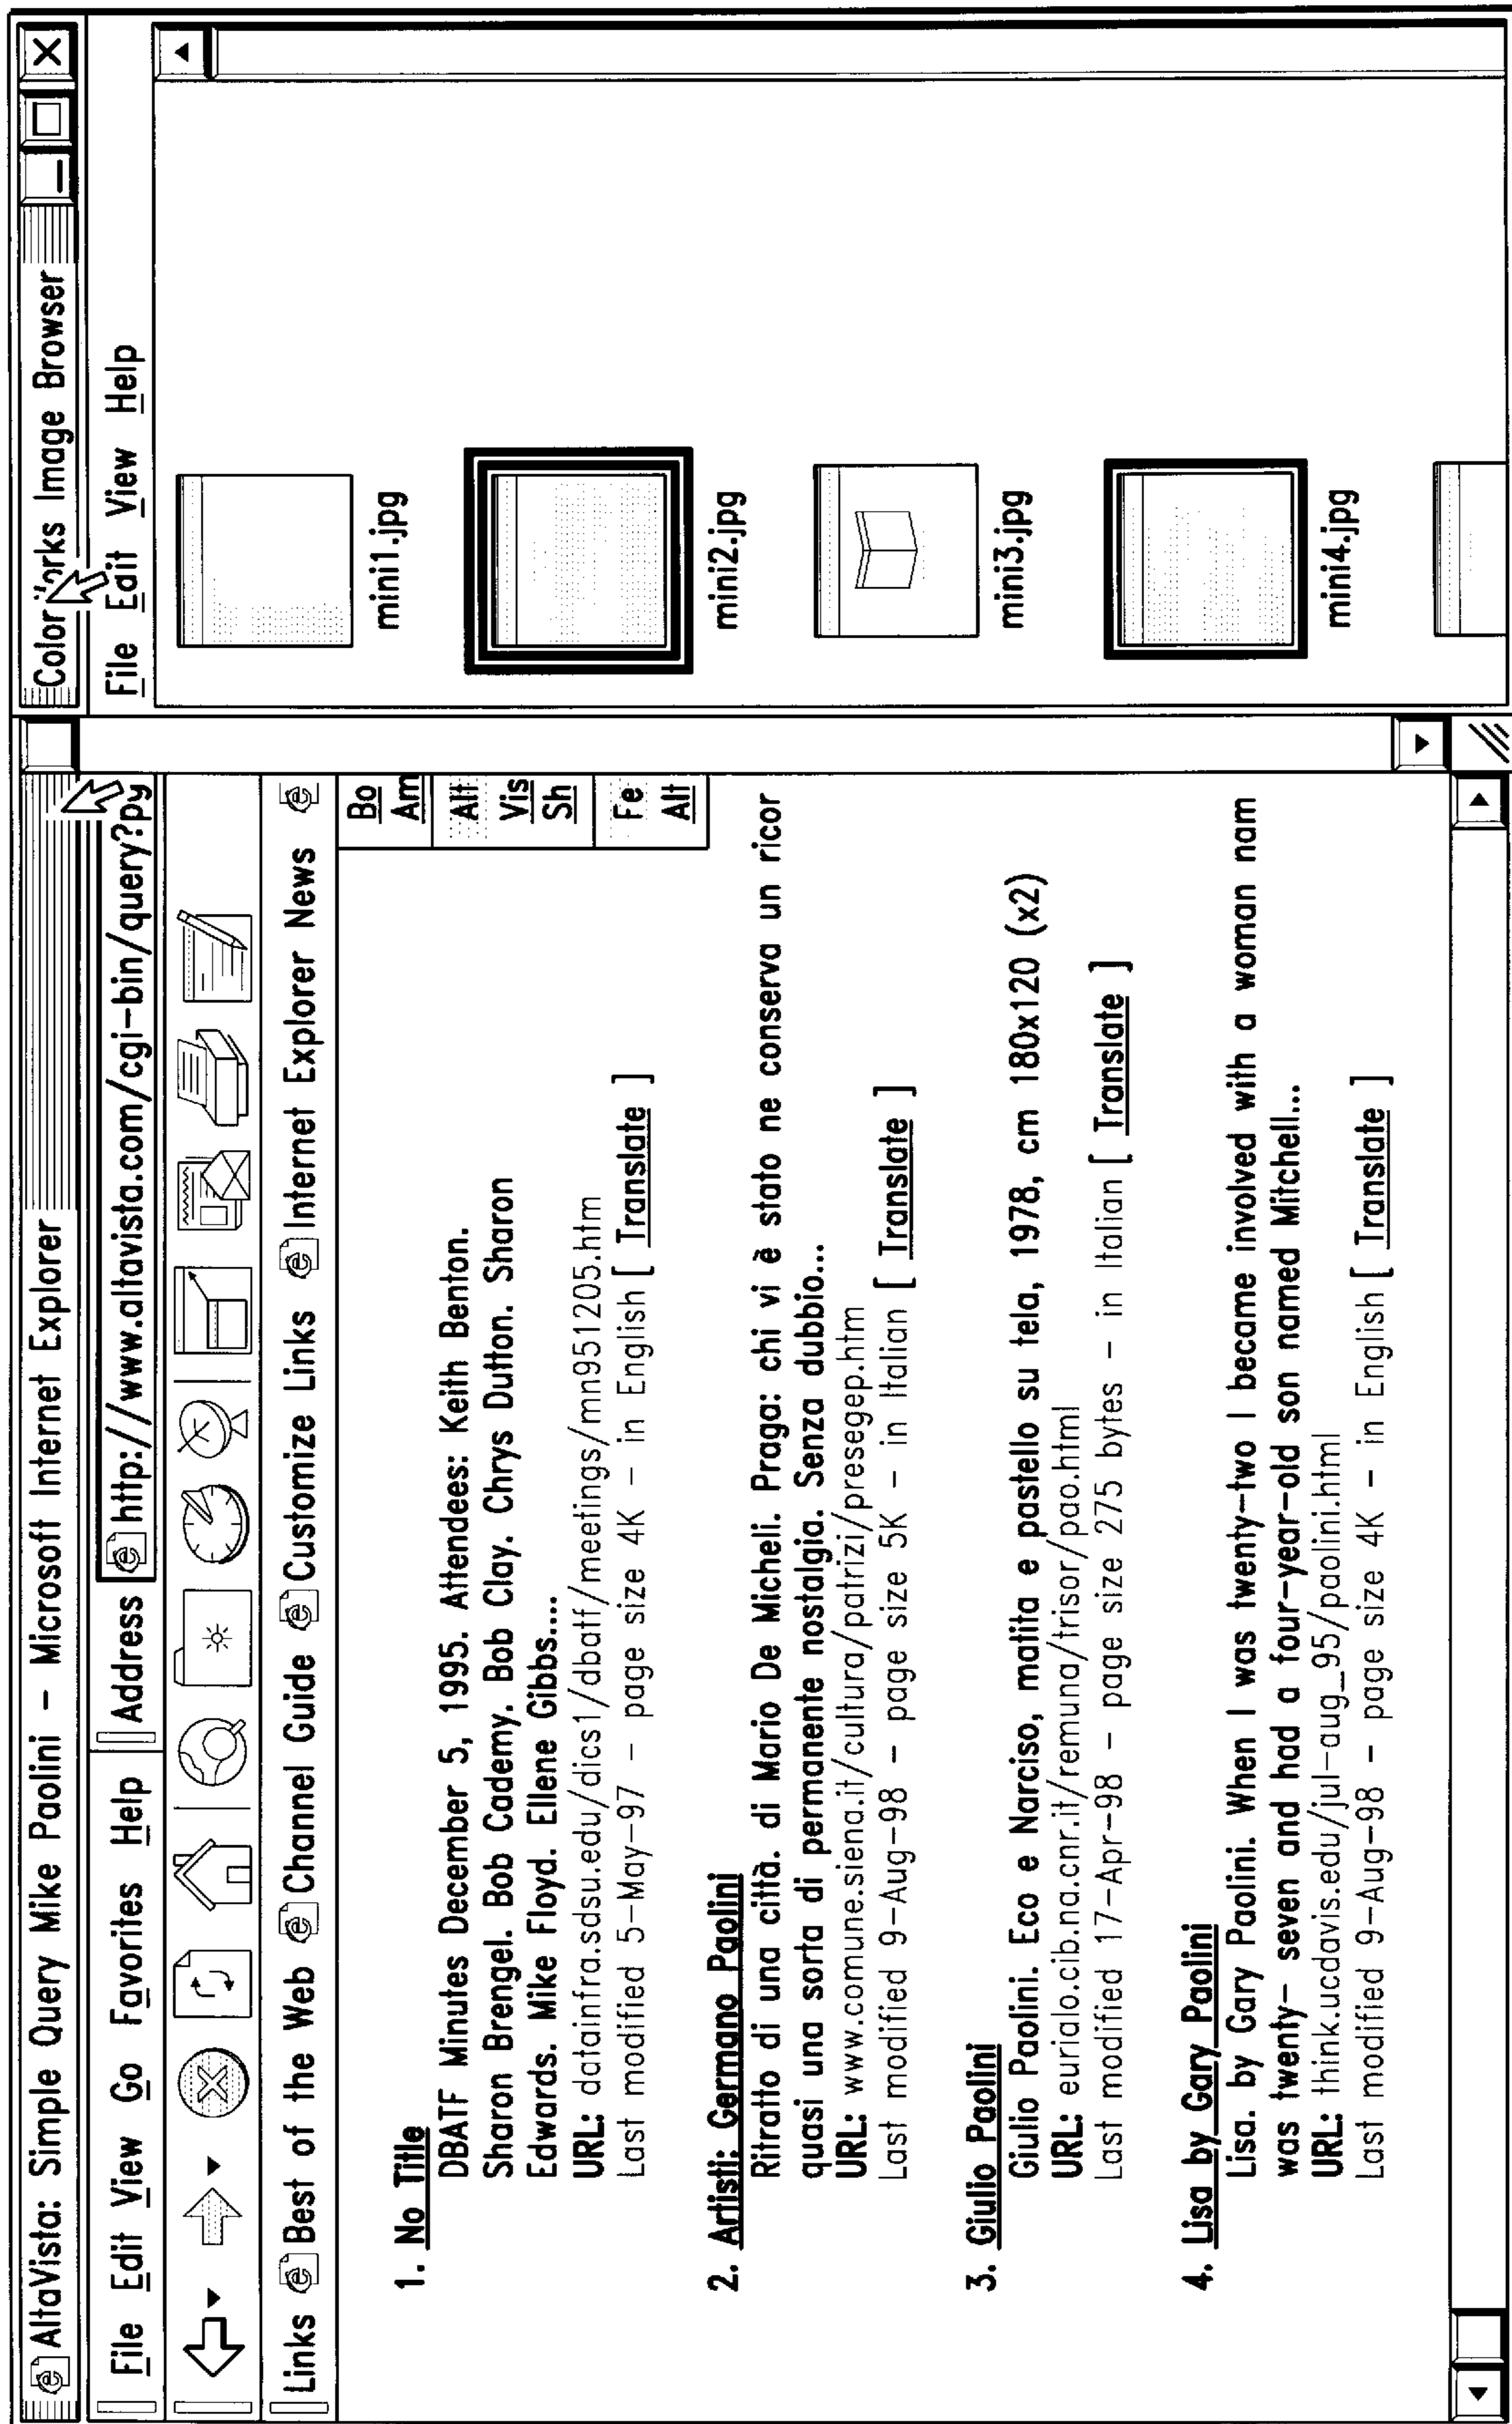 AltaVista: Simple Query Mike Paolini - Microsoft Internet Explorer
File Edit View Go Favorites Help
Address http://www.altavista.com/cgi-bin/query?pg
Links Best of the Web Channel Guide Customize Links Internet Explorer News
1. No Title
DBATF Minutes December 5, 1995. Attendees: Keith Benton.
Sharon Brengel. Bob Cademy. Bob Clay. Chrys Dutton. Sharon
Edwards. Mike Floyd. Ellene Gibbs....
URL: datainfra.sdsu.edu/dics1/dbatf/meetings/mn951205.htm
Last modified 5-May-97 - page size 4K - in English [ Translate ]
2. Artisti: Germano Paolini
Ritratto di una città. di Mario De Micheli. Praga: chi vi è stato ne conserva un ricor
quasi una sorta di permanente nostalgia. Senza dubbio...
URL: www.comune.siena.it/cultura/patrizi/presegep.htm
Last modified 9-Aug-98 - page size 5K - in Italian [ Translate ]
3. Giulio Paolini
Giulio Paolini. Eco e Narciso, matita e pastello su tela, 1978, cm 180x120 (x2)
URL: eurialo.cib.na.cnr.it/remuna/trisor/pao.html
Last modified 17-Apr-98 - page size 275 bytes - in Italian [ Translate ]
4. Lisa by Gary Paolini
Lisa. by Gary Paolini. When I was twenty-two I became involved with a woman nam
was twenty- seven and had a four-year-old son named Mitchell...
URL: think.ucdavis.edu/jul-aug_95/paolini.html
Last modified 9-Aug-98 - page size 4K - in English [ Translate ]
Bo
Am
Alt
Vis
Sh
Fe
Alt
Color Works Image Browser
File Edit View Help
mini1.jpg
mini2.jpg
mini3.jpg
mini4.jpg